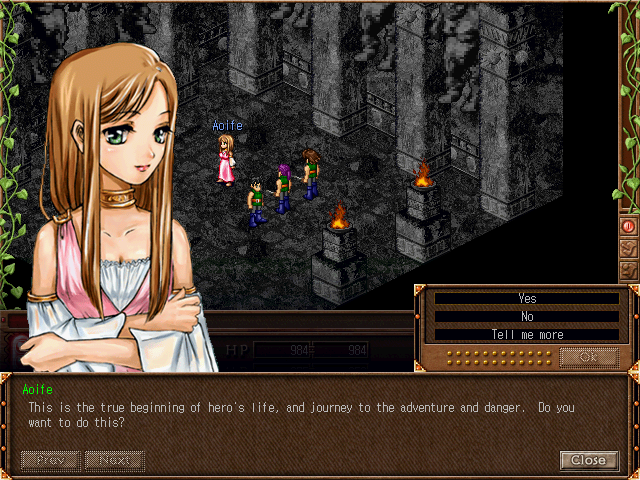 Aoife
Yes
No
Tell me more
Ok
HP 984 984
Aoife
This is the true beginning of hero's life, and journey to the adventure and danger. Do you
want to do this?
Prev Next Close